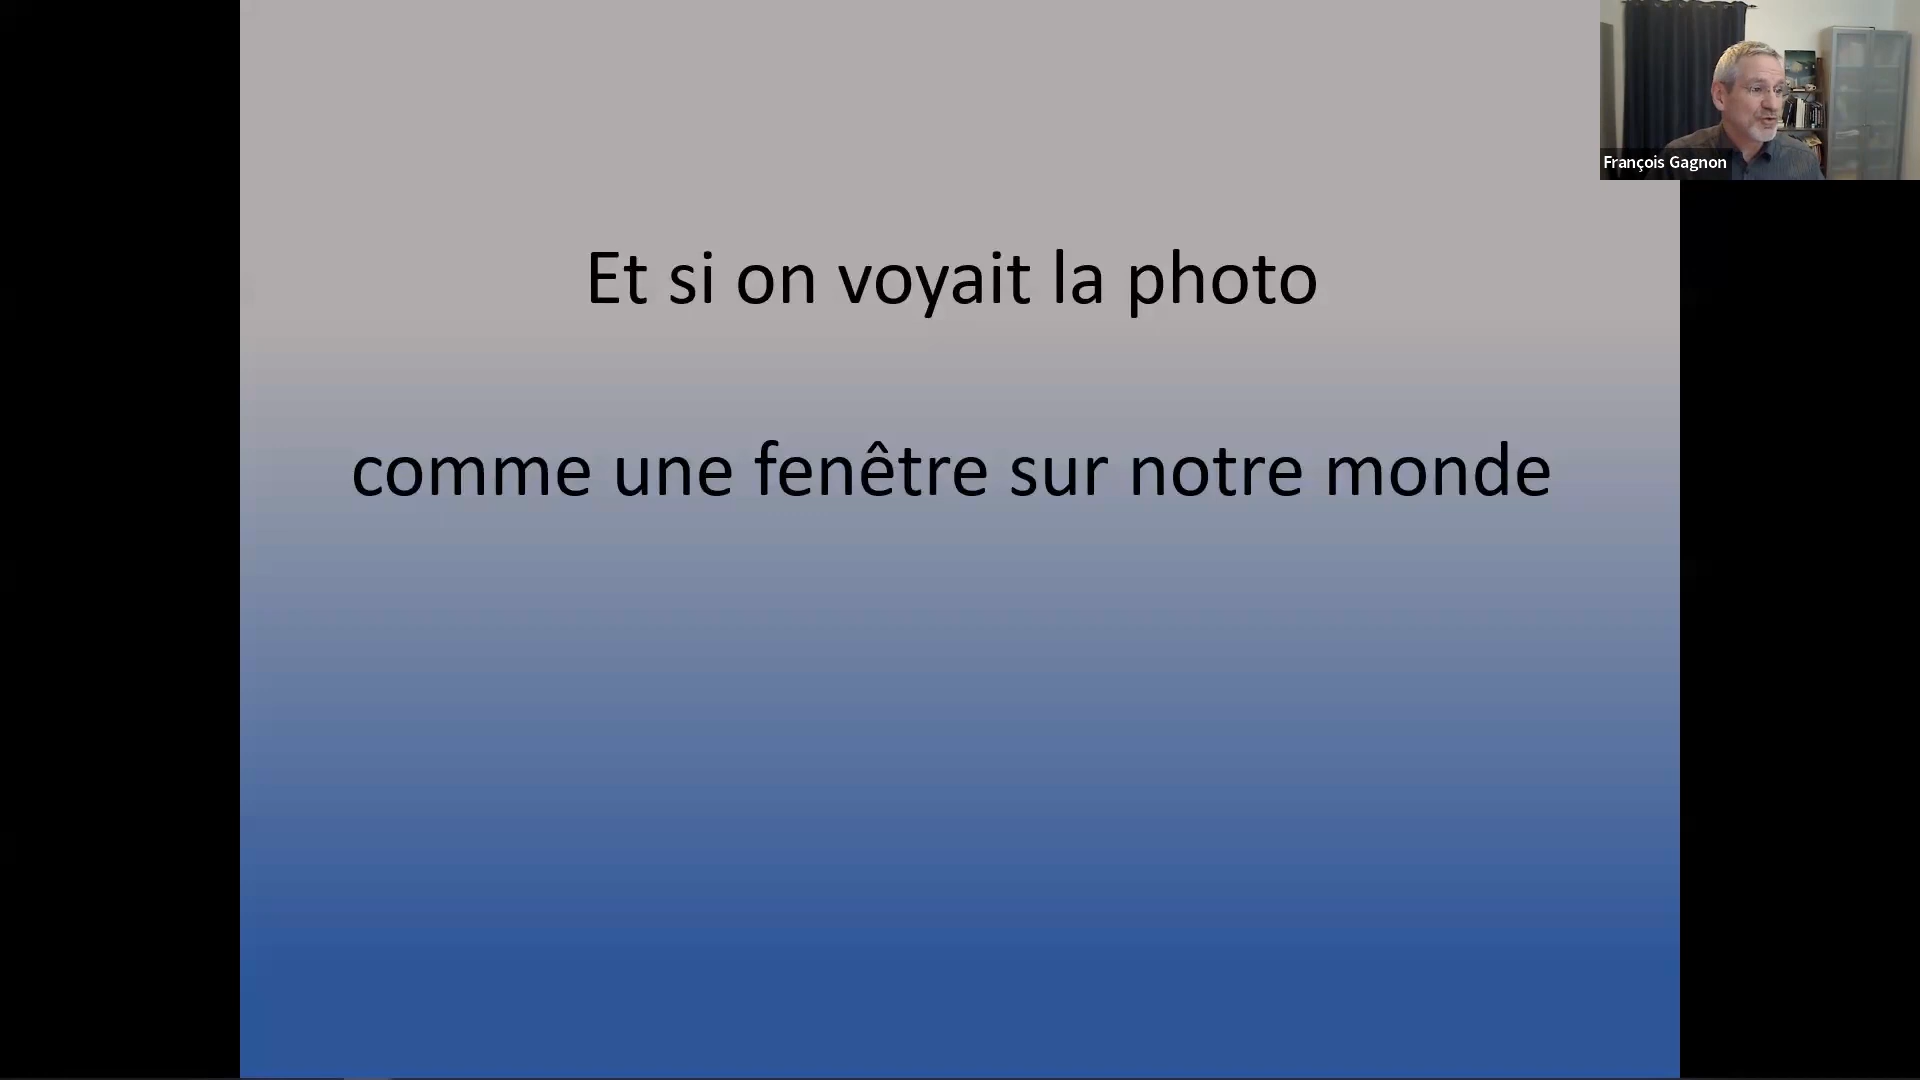 Et si on voyait la photo
comme une fenêtre sur notre monde
François Gagnon